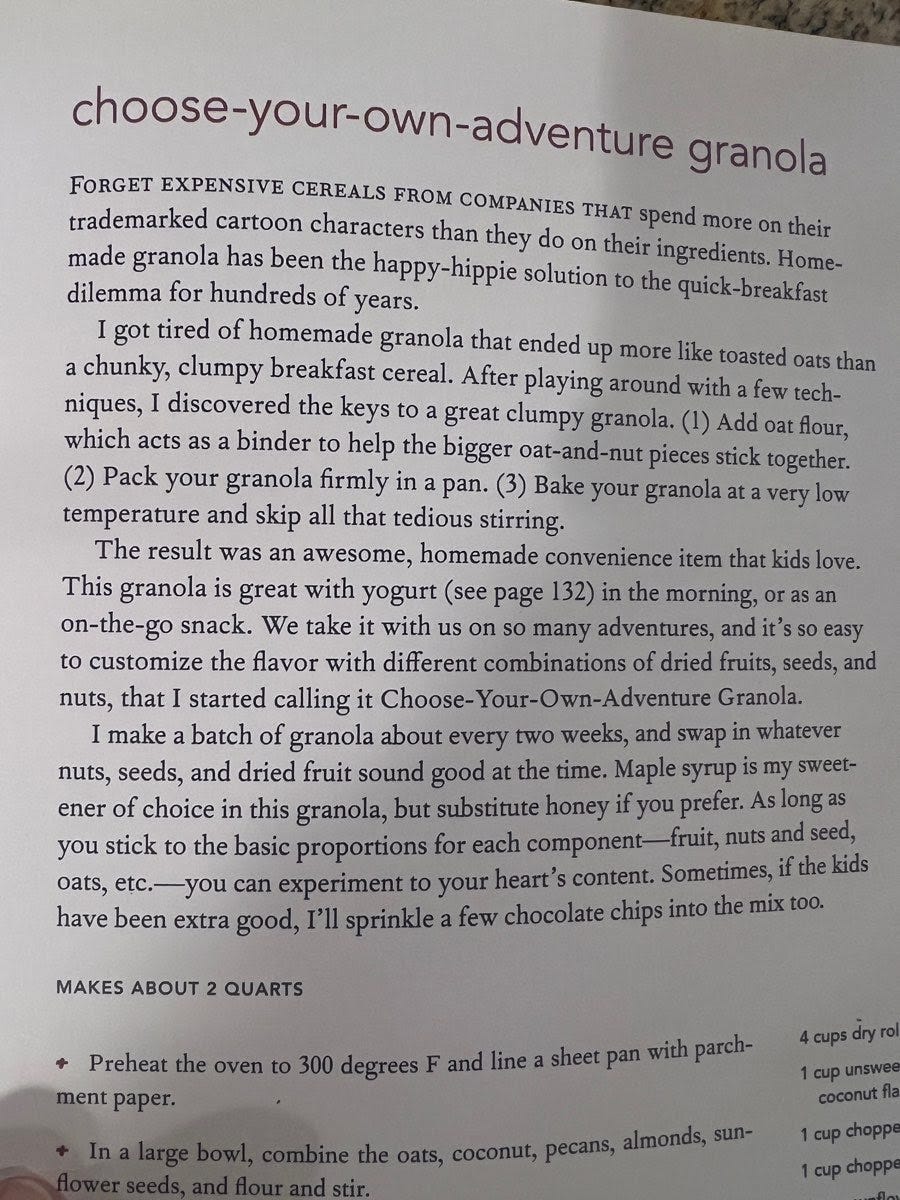 choose-your-own-adventure granola
FORGET EXPENSIVE CEREALS FROM COMPANIES THAT spend more on their
trademarked cartoon characters than they do on their ingredients. Home-
made granola has been the happy-hippie solution to the quick-breakfast
dilemma for hundreds of years.
I got tired of homemade granola that ended up more like toasted oats than
a chunky, clumpy breakfast cereal. After playing around with a few tech-
niques, I discovered the keys to a great clumpy granola. (1) Add oat flour,
which acts as a binder to help the bigger oat-and-nut pieces stick together.
(2) Pack your granola firmly in a pan. (3) Bake your granola at a very low
temperature and skip all that tedious stirring.
The result was an awesome, homemade convenience item that kids love.
This granola is great with yogurt (see page 132) in the morning, or as an
on-the-go snack. We take it with us on so many adventures, and it's so easy
to customize the flavor with different combinations of dried fruits, seeds, and
nuts, that I started calling it Choose-Your-Own-Adventure Granola.
I make a batch of granola about every two weeks, and swap in whatever
nuts, seeds, and dried fruit sound good at the time. Maple syrup is my sweet-
ener of choice in this granola, but substitute honey if you prefer. As long as
you stick to the basic proportions for each component—fruit, nuts and seed,
oats, etc.—you can experiment to your heart's content. Sometimes, if the kids
have been extra good, I'll sprinkle a few chocolate chips into the mix too.
MAKES ABOUT 2 QUARTS
+ Preheat the oven to 300 degrees F and line a sheet pan with parch-
ment paper.
+ In a large bowl, combine the oats, coconut, pecans, almonds, sun-
flower seeds, and flour and stir.
4 cups dry rol
1 cup unswee
coconut fla
1 cup choppe
1 cup choppe